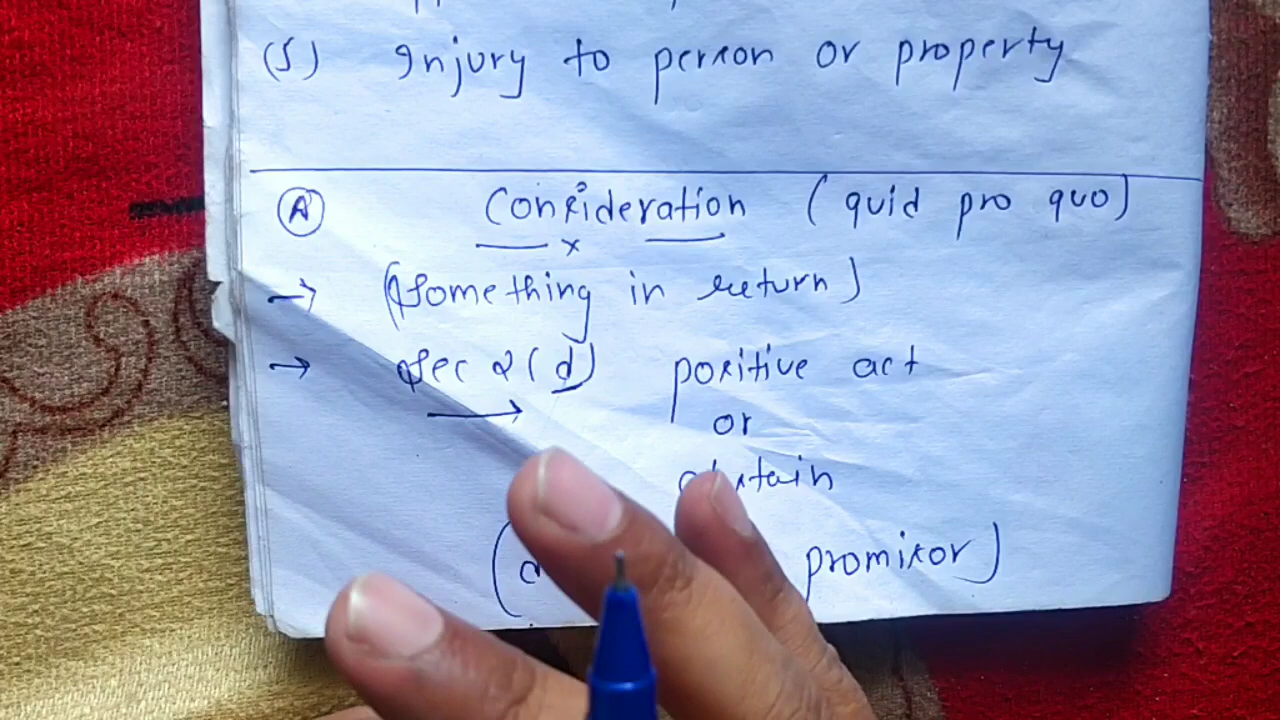 (5) Injury to person or property
(A) Consideration (quid pro quo)
→ (something in return)
→ Sec 2(d) positive act
or
abstain
promisor)